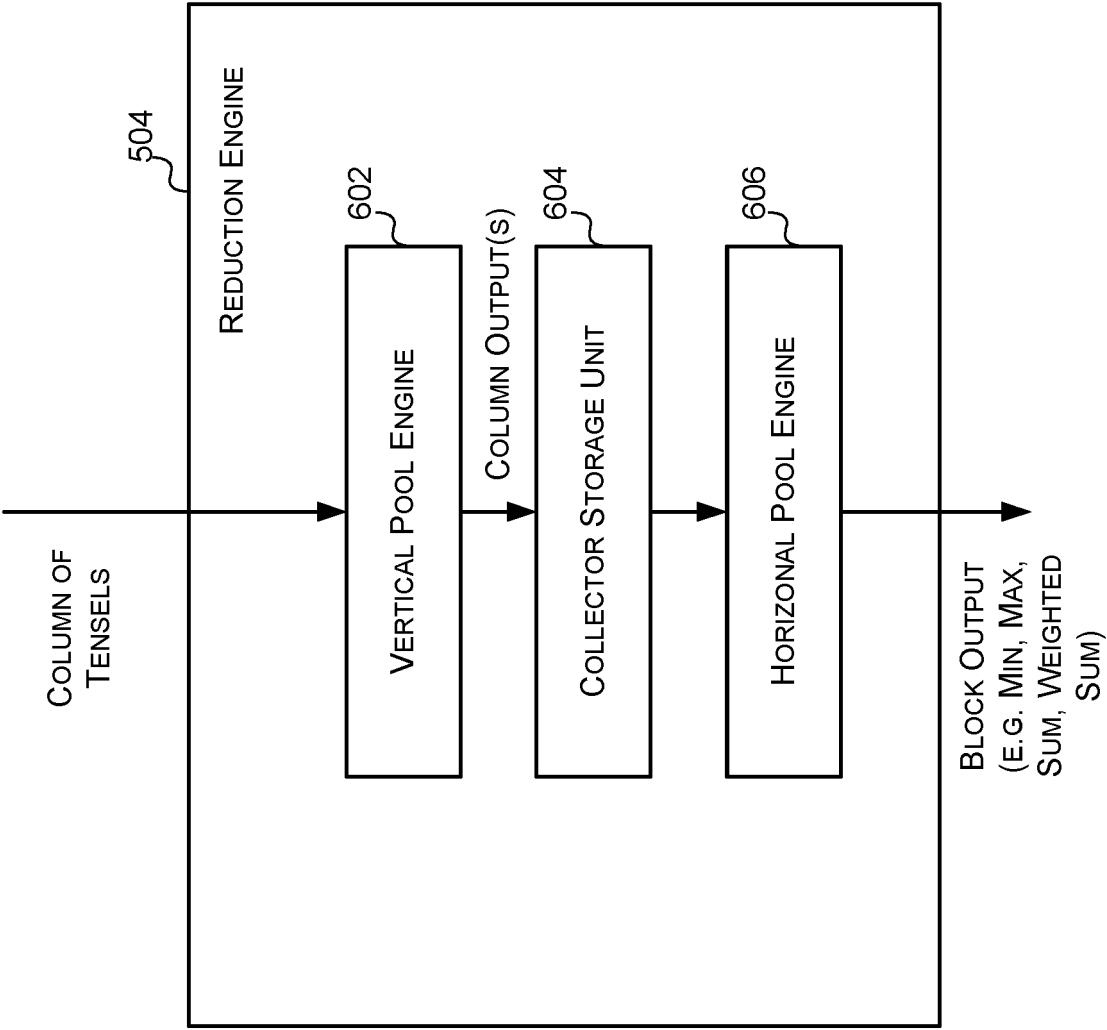 504
REDUCTION ENGINE
COLUMN OF
TENSELS
602
VERTICAL POOL ENGINE
COLUMN OUTPUT(S)
604
COLLECTOR STORAGE UNIT
606
HORIZONAL POOL ENGINE
BLOCK OUTPUT
(E.G. MIN, MAX,
SUM, WEIGHTED
SUM)